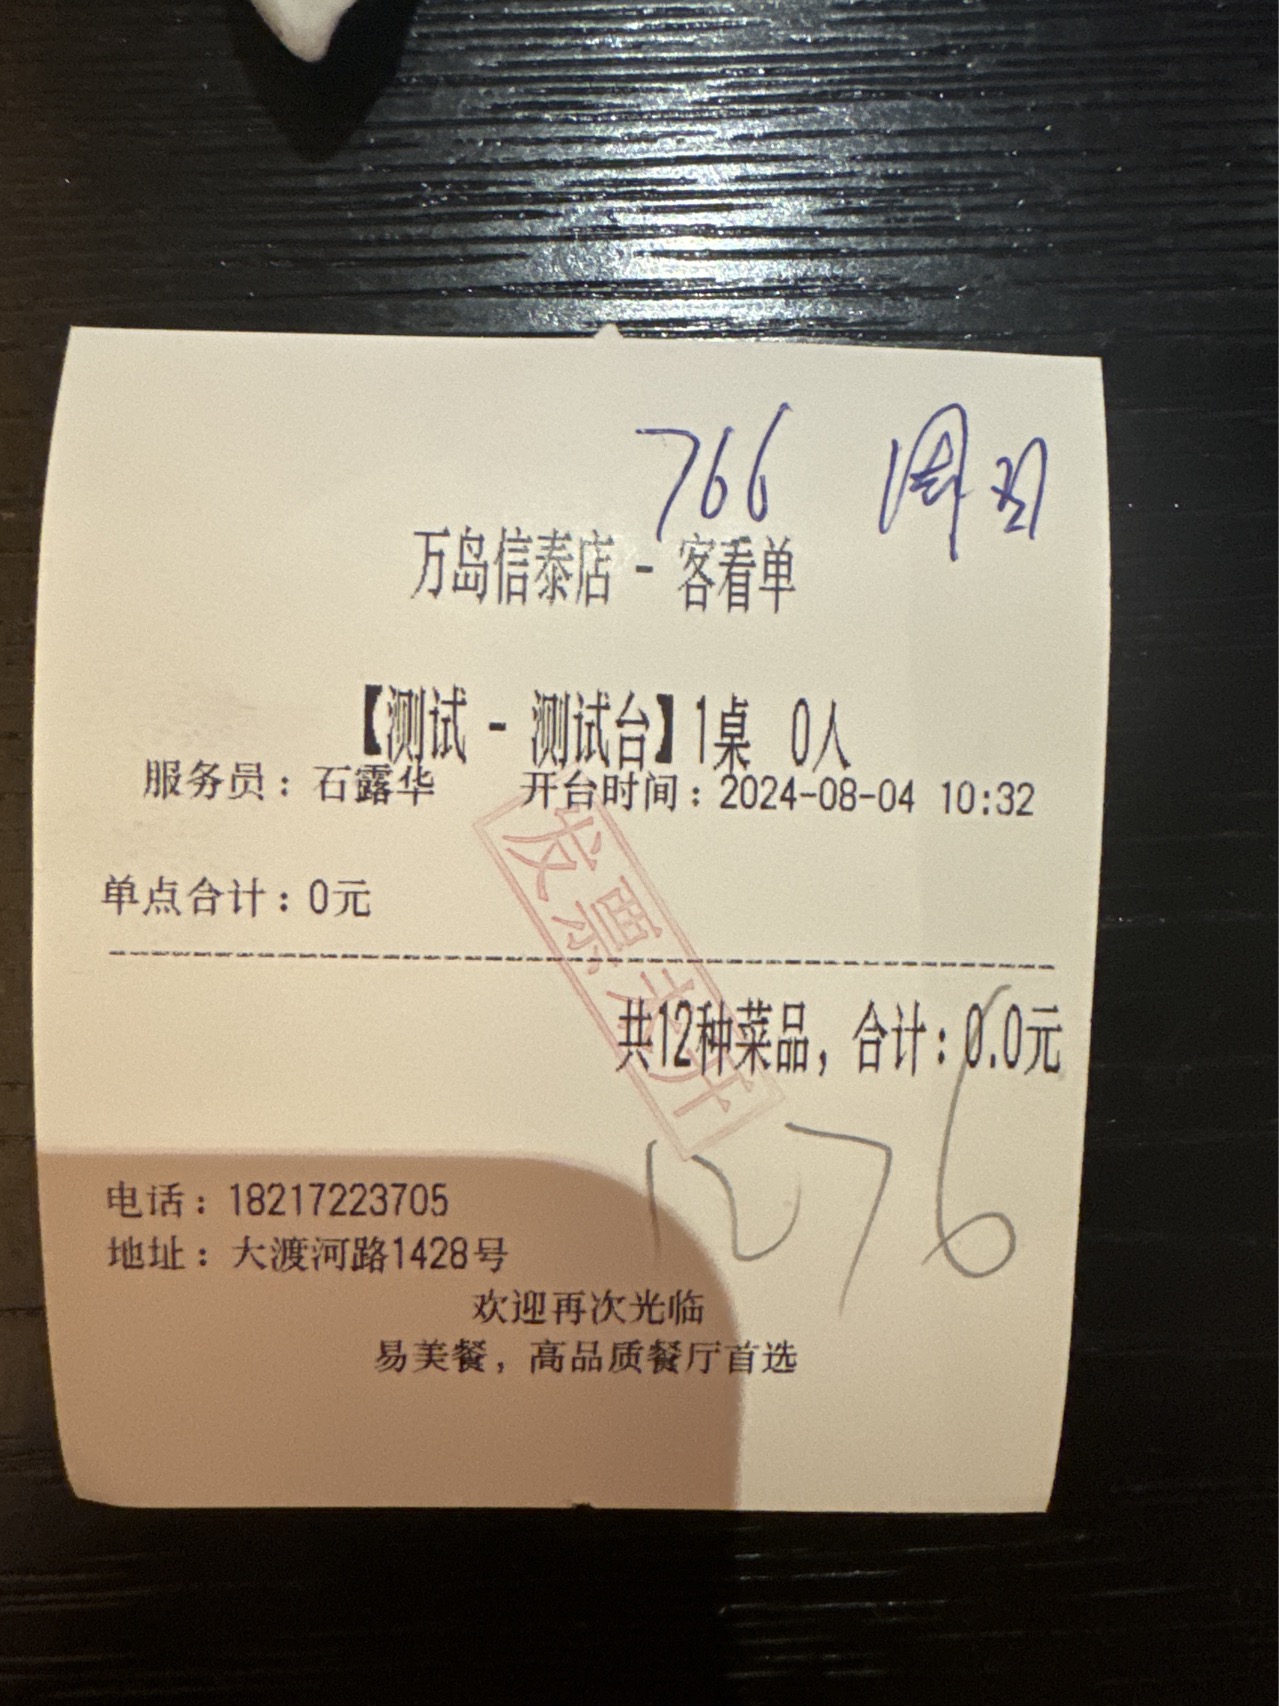 766
万岛信泰店 - 客看单
【测试 - 测试台】1桌 0人
服务员：石露华 开台时间：2024-08-04 10:32
单点合计：0元
发票未开
共12种菜品，合计：0.0元
1276
电话：18217223705
地址：大渡河路1428号
欢迎再次光临
易美餐，高品质餐厅首选